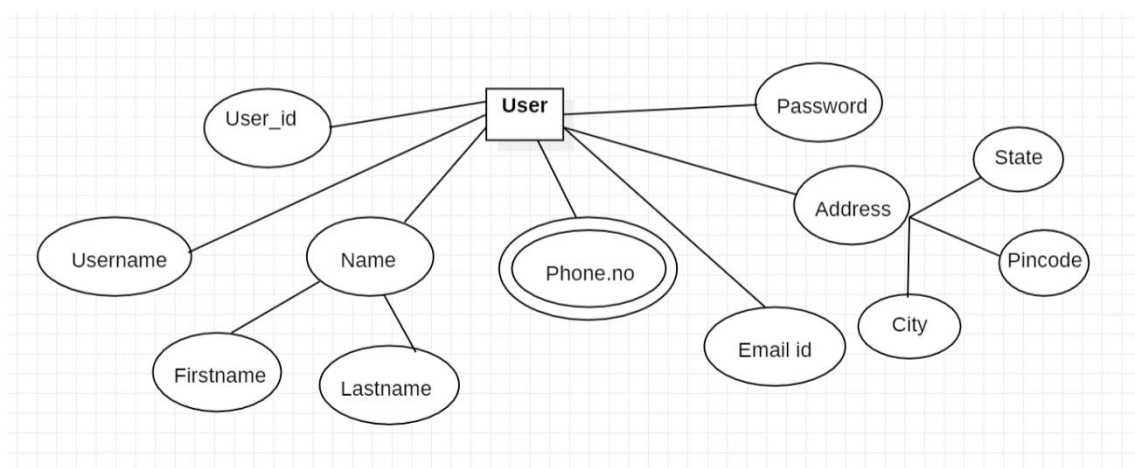 User
Password
User_id
State
Address
Username
Name
Phone.no
Pincode
City
Email id
Firstname
Lastname